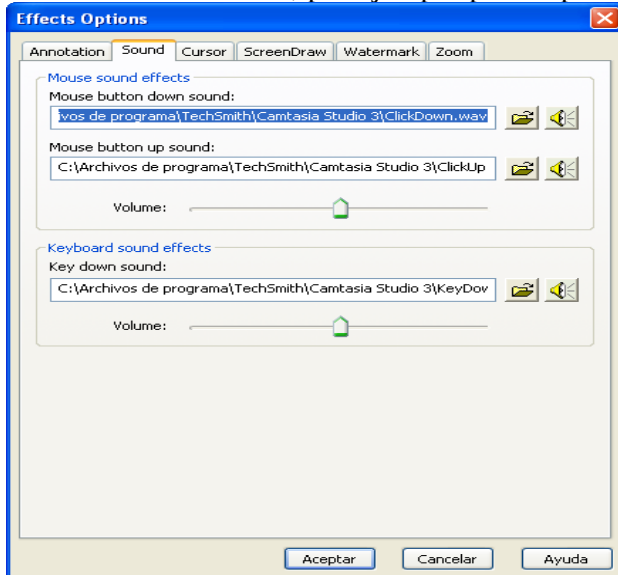 Effects Options
Annotation Sound Cursor ScreenDraw Watermark Zoom
Mouse sound effects
Mouse button down sound:
ivos de programa\TechSmith\Camtasia Studio 3\ClickDown.wav
Mouse button up sound:
C:\Archivos de programa\TechSmith\Camtasia Studio 3\ClickUp
Volume:
Keyboard sound effects
Key down sound:
C:\Archivos de programa\TechSmith\Camtasia Studio 3\KeyDov
Volume:
Aceptar Cancelar Ayuda